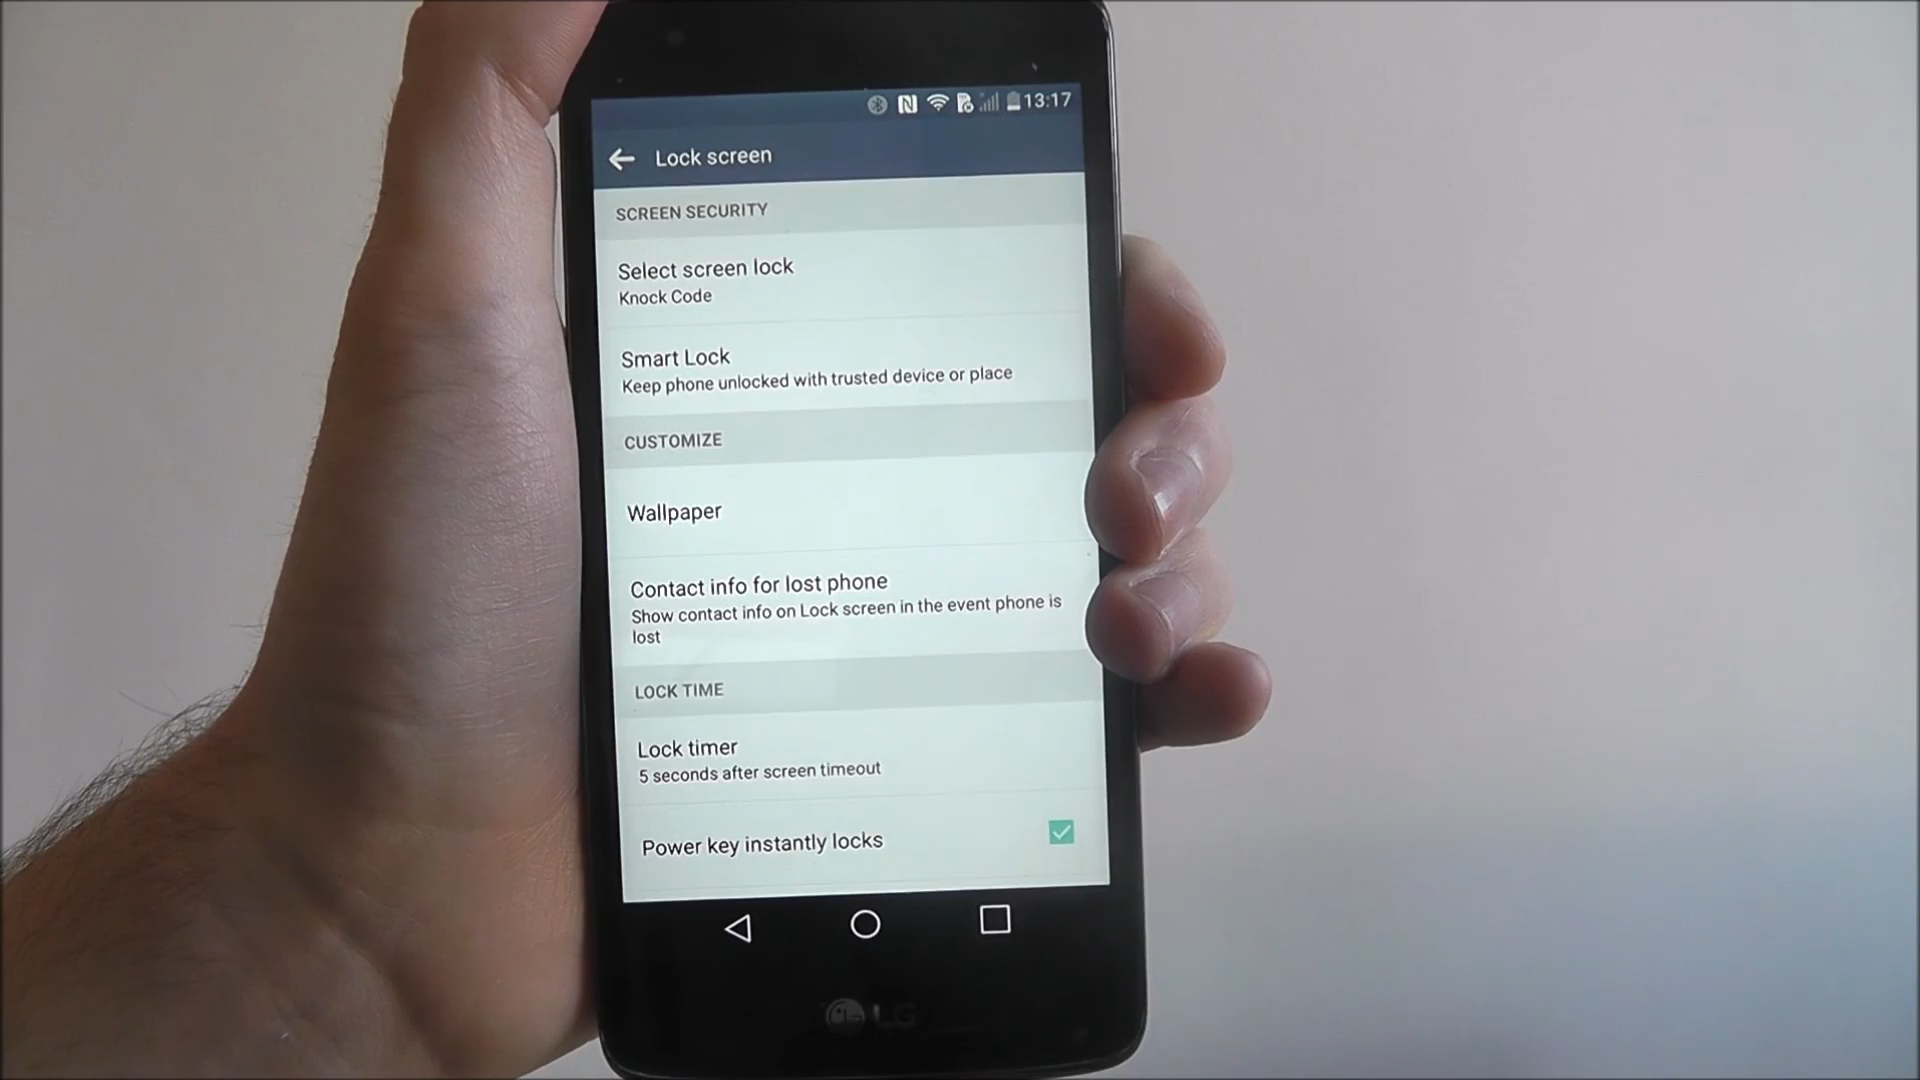 13:17
Lock screen
SCREEN SECURITY
Select screen lock
Knock Code
Smart Lock
Keep phone unlocked with trusted device or place
CUSTOMIZE
Wallpaper
Contact info for lost phone
Show contact info on Lock screen in the event phone is
lost
LOCK TIME
Lock timer
5 seconds after screen timeout
Power key instantly locks
LG